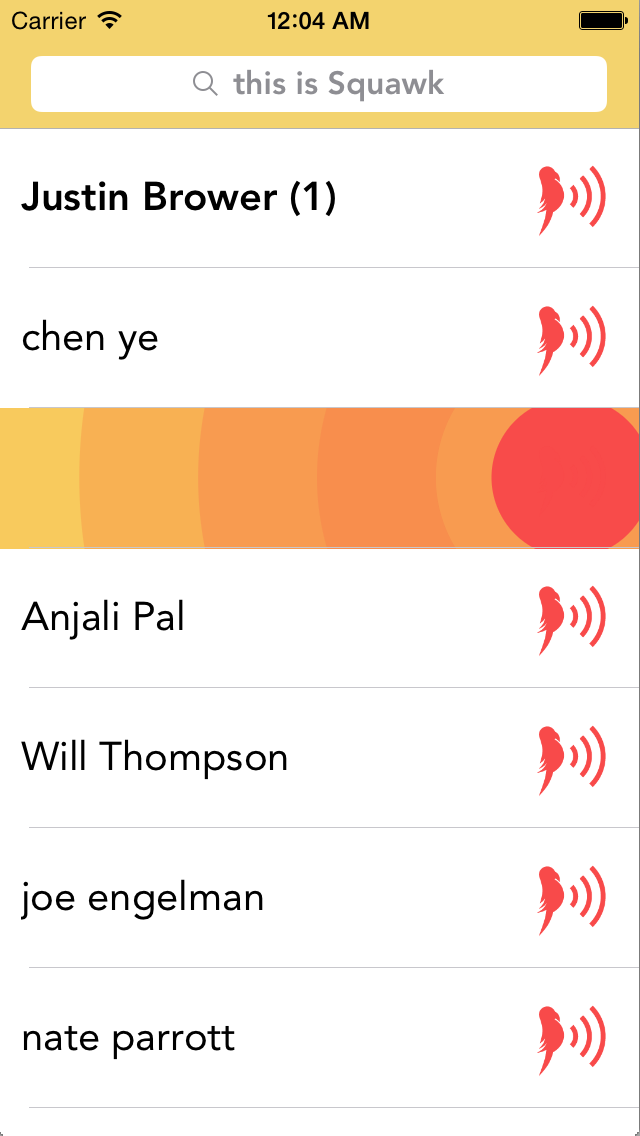 Carrier 12:04 AM
this is Squawk
Justin Brower (1)
chen ye
Anjali Pal
Will Thompson
joe engelman
nate parrott